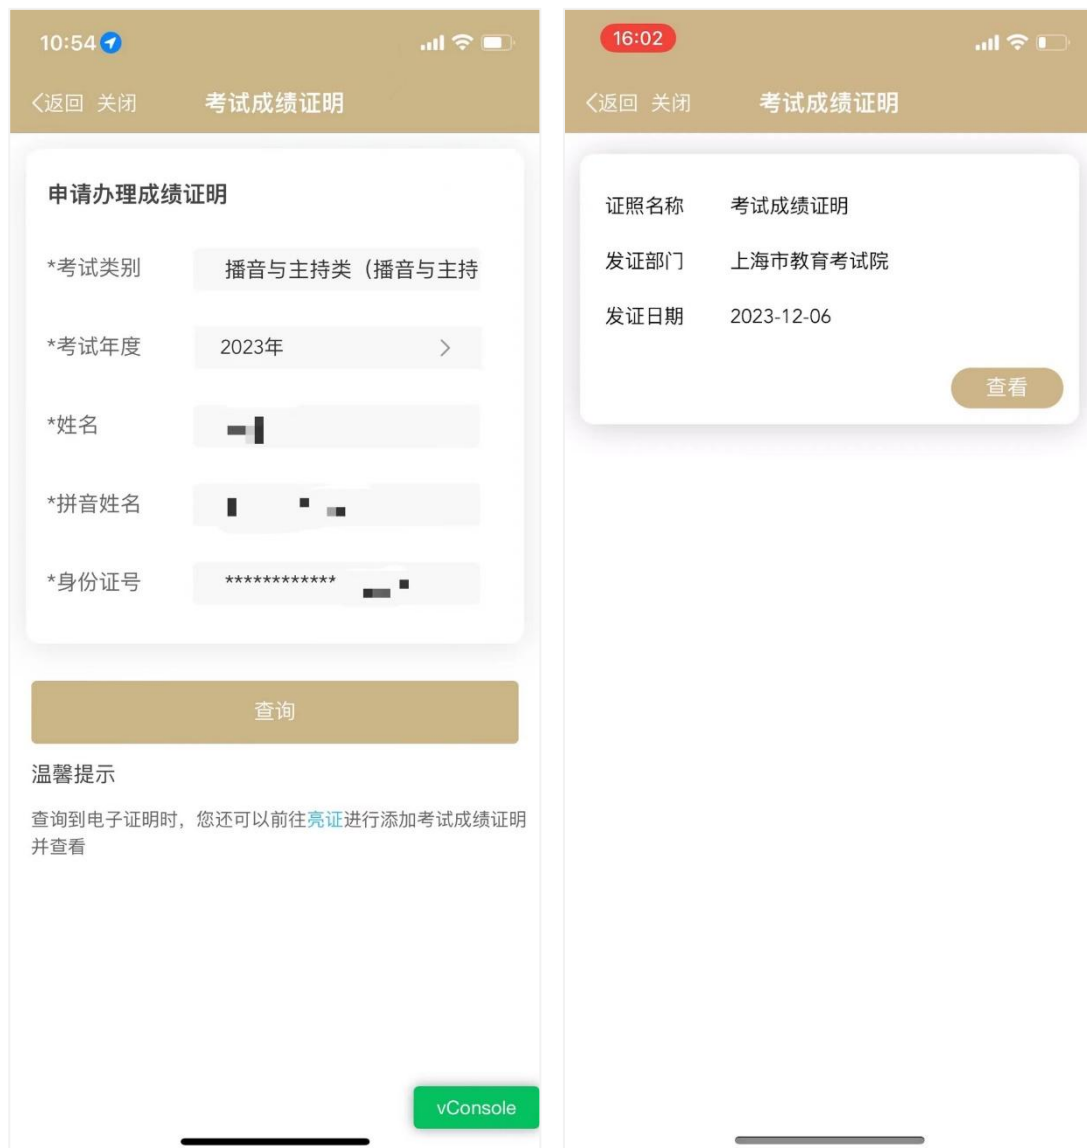 10:54
〈返回 关闭 考试成绩证明
申请办理成绩证明
*考试类别 播音与主持类（播音与主持
*考试年度 2023年
*姓名
*拼音姓名
*身份证号 ************
查询
温馨提示
查询到电子证明时，您还可以前往亮证进行添加考试成绩证明
并查看
vConsole
16:02
〈返回 关闭 考试成绩证明
证照名称 考试成绩证明
发证部门 上海市教育考试院
发证日期 2023-12-06
查看